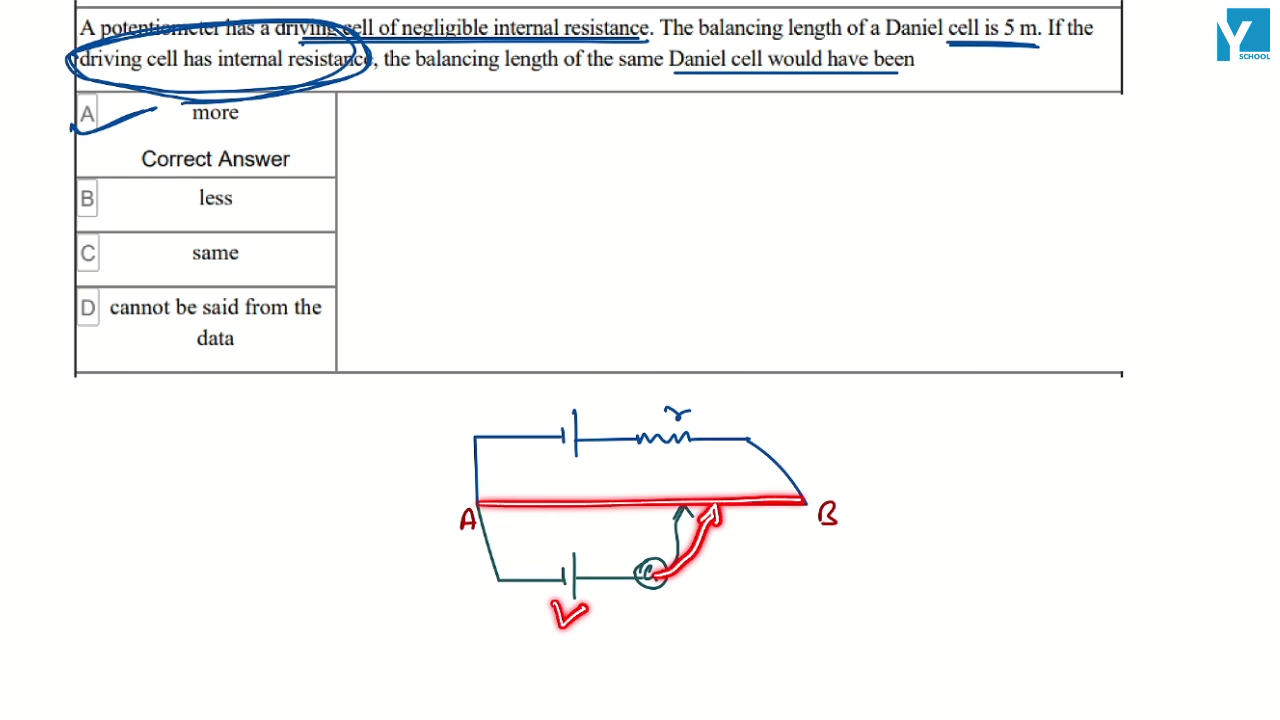 A potentiometer has a driving cell of negligible internal resistance. The balancing length of a Daniel cell is 5 m. If the
driving cell has internal resistance, the balancing length of the same Daniel cell would have been
A more
Correct Answer
B less
C same
D cannot be said from the
data
Y
SCHOOL
r
A B
G
V